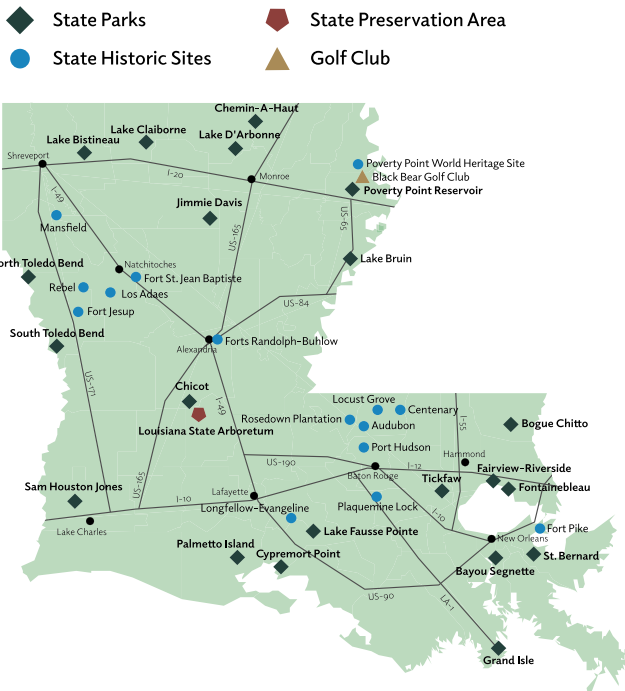 State Parks
State Preservation Area
State Historic Sites
Golf Club
Chemin-A-Haut
Lake Claiborne
Lake D'Arbonne
Lake Bistineau
Shreveport
Poverty Point World Heritage Site
I-20
Monroe
Black Bear Golf Club
Poverty Point Reservoir
I-49
Jimmie Davis
US-65
Mansfield
US-165
Lake Bruin
orth Toledo Bend
Natchitoches
Fort St. Jean Baptiste
Rebel
Los Adaes
US-84
Fort Jesup
South Toledo Bend
Forts Randolph-Buhlow
Alexandria
US-171
Chicot
I-49
Locust Grove
Centenary
Rosedown Plantation
Audubon
I-55
Bogue Chitto
Louisiana State Arboretum
Port Hudson
US-190
Hammond
I-12
Fairview-Riverside
Baton Rouge
Tickfaw
Fontainebleau
US-165
Sam Houston Jones
I-10
Lafayette
Longfellow-Evangeline
Plaquemine Lock
I-10
Lake Charles
Lake Fausse Pointe
Fort Pike
New Orleans
Palmetto Island
Cypremort Point
St. Bernard
Bayou Segnette
US-90
LA-1
Grand Isle